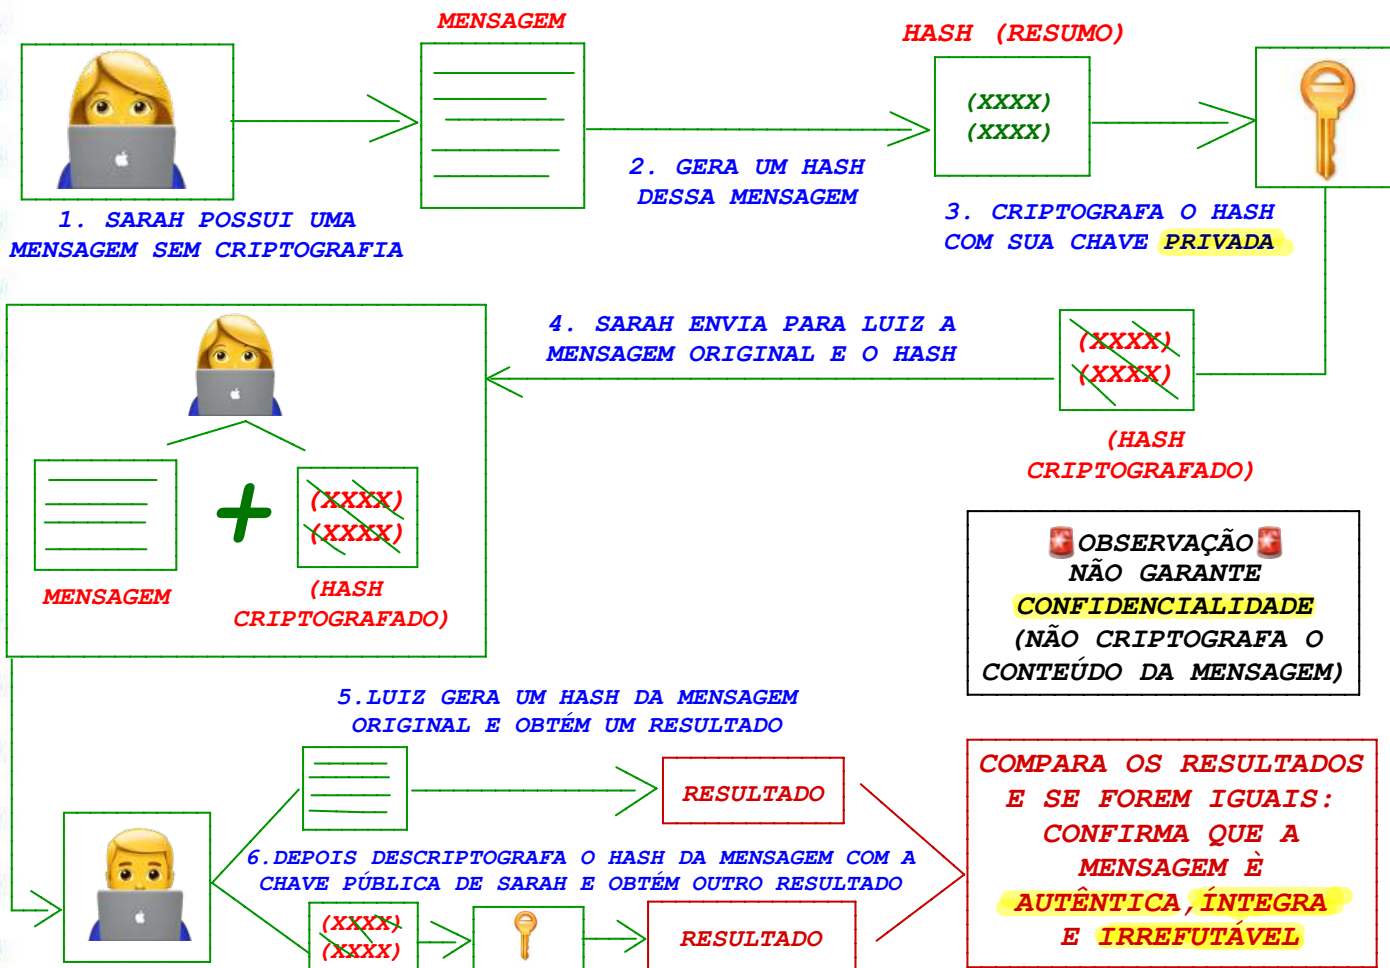 MENSAGEM
HASH (RESUMO)
(XXXX)
(XXXX)
1. SARAH POSSUI UMA
MENSAGEM SEM CRIPTOGRAFIA
2. GERA UM HASH
DESSA MENSAGEM
3. CRIPTOGRAFA O HASH
COM SUA CHAVE PRIVADA
4. SARAH ENVIA PARA LUIZ A
MENSAGEM ORIGINAL E O HASH
(XXXX)
(XXXX)
(HASH
CRIPTOGRAFADO)
MENSAGEM
+
(XXXX)
(XXXX)
(HASH
CRIPTOGRAFADO)
OBSERVAÇÃO
NÃO GARANTE
CONFIDENCIALIDADE
(NÃO CRIPTOGRAFA O
CONTEÚDO DA MENSAGEM)
5.LUIZ GERA UM HASH DA MENSAGEM
ORIGINAL E OBTÉM UM RESULTADO
RESULTADO
6.DEPOIS DESCRIPTOGRAFA O HASH DA MENSAGEM COM A
CHAVE PÚBLICA DE SARAH E OBTÉM OUTRO RESULTADO
(XXXX)
(XXXX)
RESULTADO
COMPARA OS RESULTADOS
E SE FOREM IGUAIS:
CONFIRMA QUE A
MENSAGEM È
AUTÊNTICA,ÍNTEGRA
E IRREFUTÁVEL